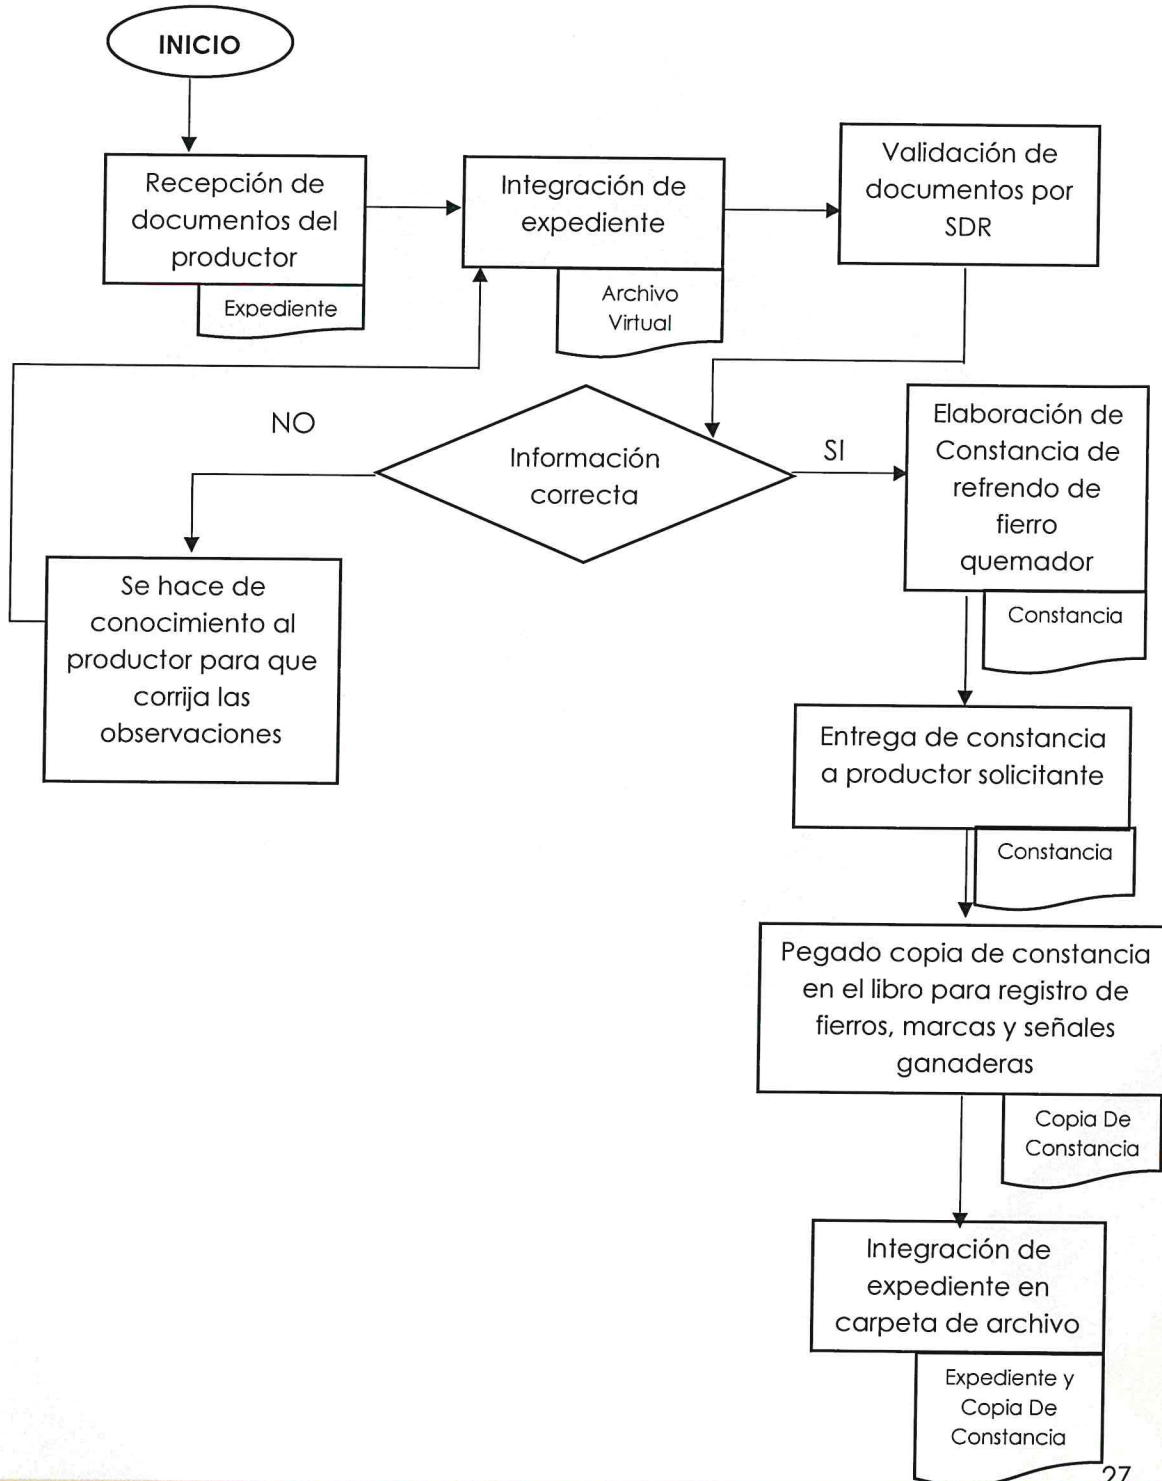 INICIO
Recepción de
documentos del
productor
Expediente
Integración de
expediente
Archivo
Virtual
Validación de
documentos por
SDR
NO
Información
correcta
SI
Elaboración de
Constancia de
refrendo de
fierro
quemador
Constancia
Se hace de
conocimiento al
productor para que
corrija las
observaciones
Entrega de constancia
a productor solicitante
Constancia
Pegado copia de constancia
en el libro para registro de
fierros, marcas y señales
ganaderas
Copia De
Constancia
Integración de
expediente en
carpeta de archivo
Expediente y
Copia De
Constancia
27